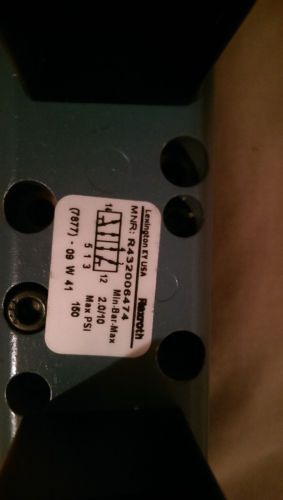 Rexroth
Lexington KY USA
MNR: R432006474
14
12
5 1 3
Min-Bar-Max
2.0/10
Max PSI
150
(7877) - 09 W 41